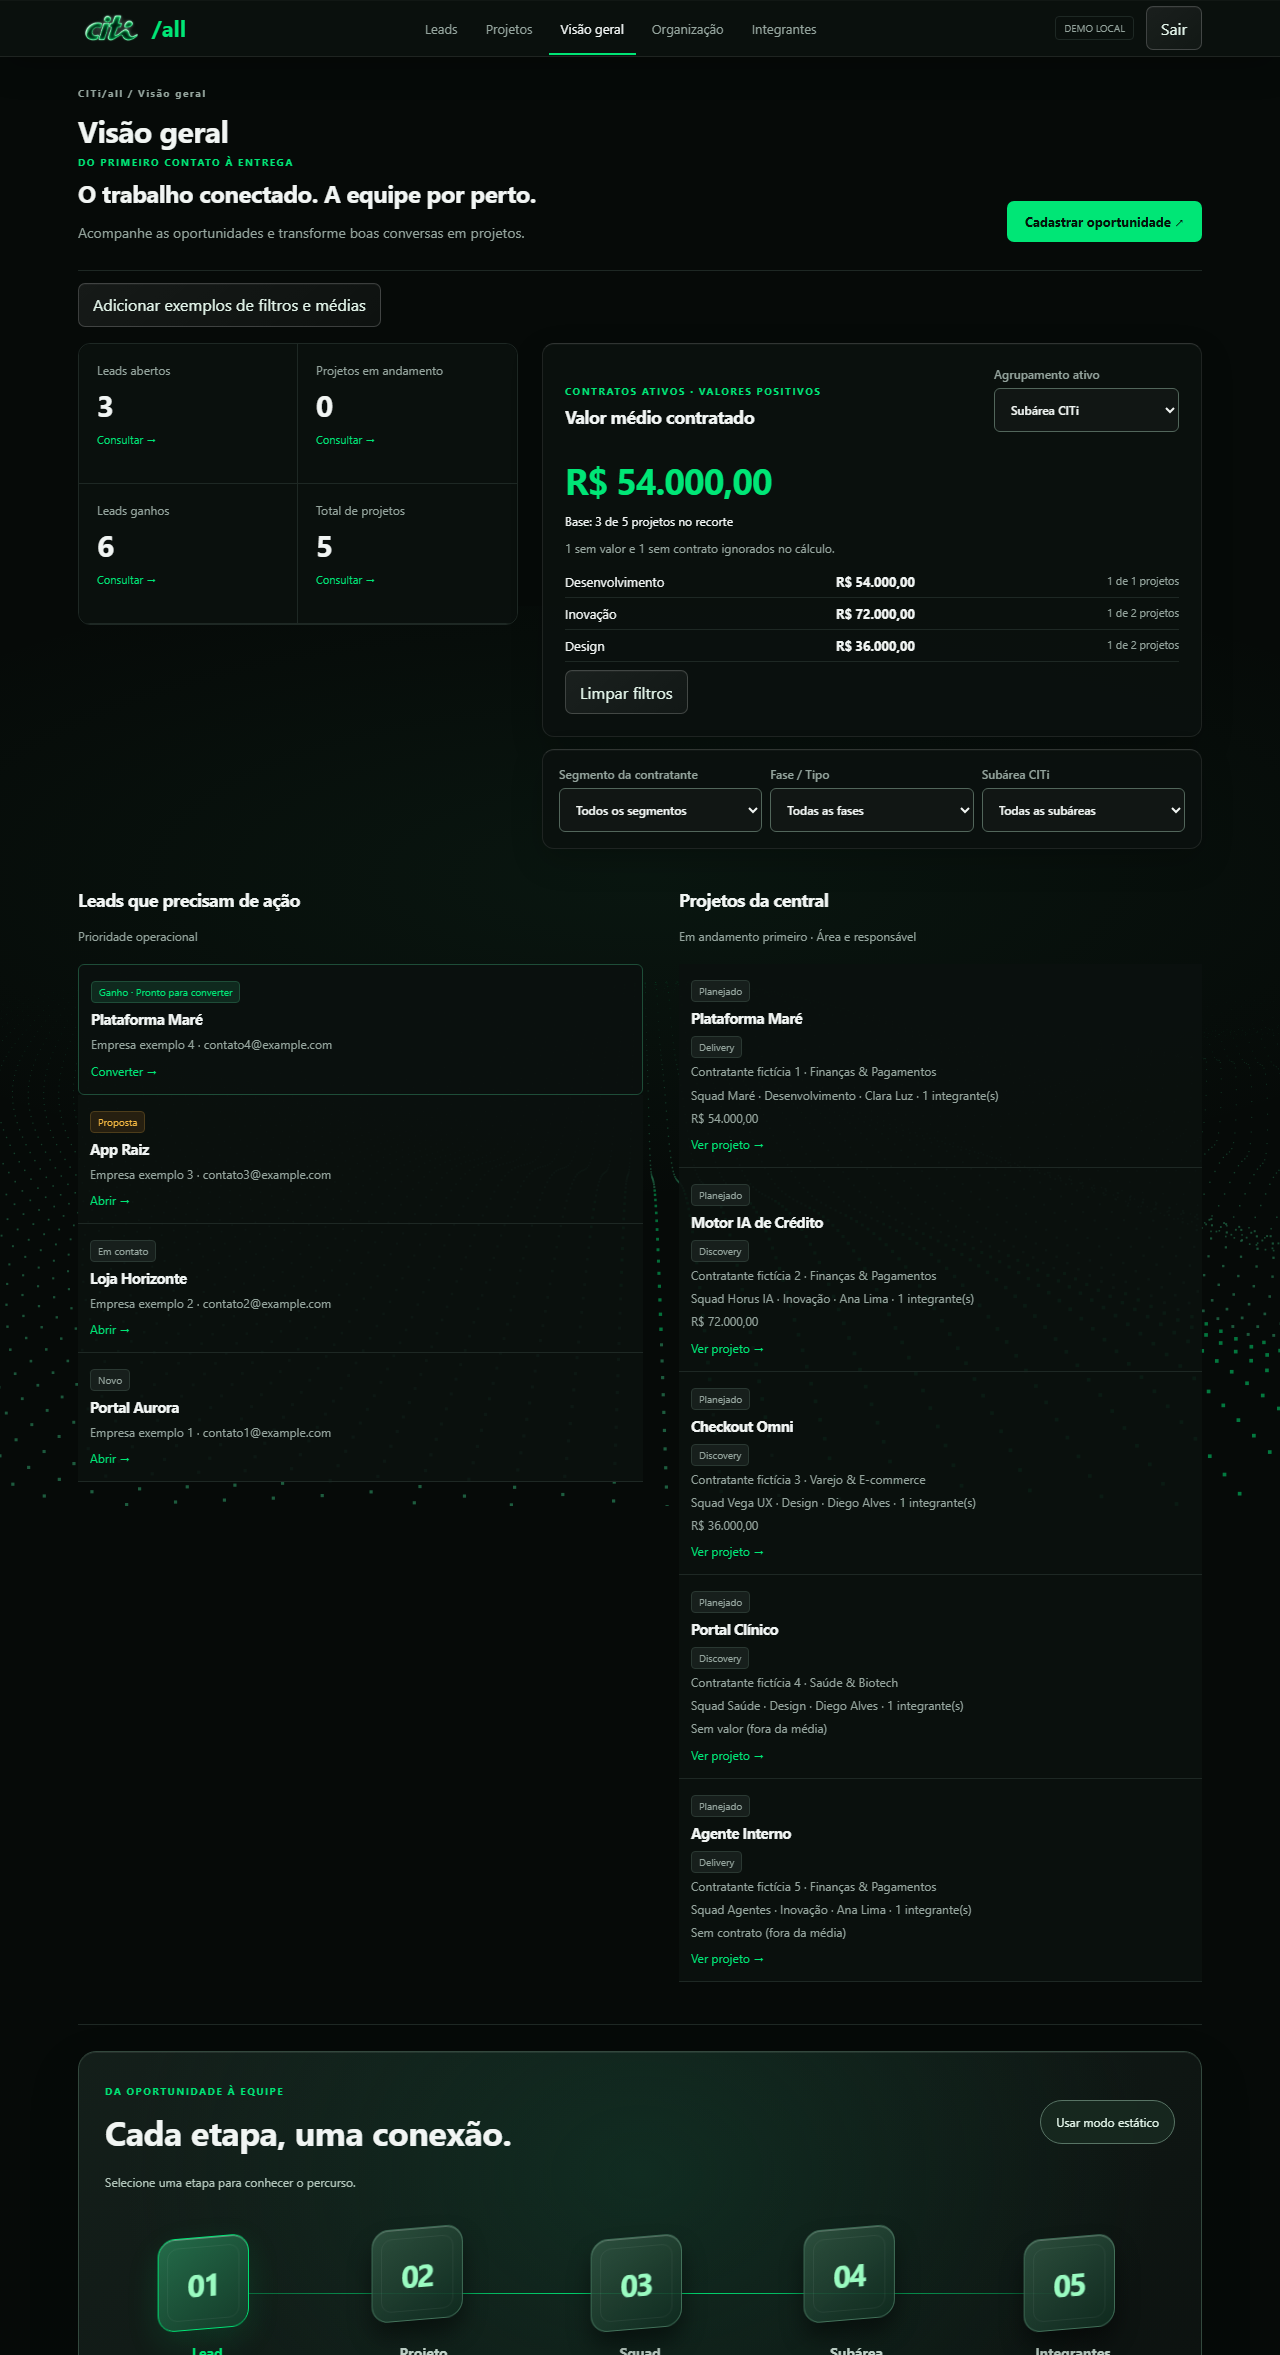 citi /all
Leads Projetos Visão geral Organização Integrantes
DEMO LOCAL
Sair
CITi/all / Visão geral
Visão geral
DO PRIMEIRO CONTATO À ENTREGA
O trabalho conectado. A equipe por perto.
Acompanhe as oportunidades e transforme boas conversas em projetos.
Cadastrar oportunidade ↗
Adicionar exemplos de filtros e médias
Leads abertos
3
Consultar →
Projetos em andamento
0
Consultar →
Leads ganhos
6
Consultar →
Total de projetos
5
Consultar →
CONTRATOS ATIVOS · VALORES POSITIVOS
Valor médio contratado
Agrupamento ativo
Subárea CITi
R$ 54.000,00
Base: 3 de 5 projetos no recorte
1 sem valor e 1 sem contrato ignorados no cálculo.
Desenvolvimento R$ 54.000,00 1 de 1 projetos
Inovação R$ 72.000,00 1 de 2 projetos
Design R$ 36.000,00 1 de 2 projetos
Limpar filtros
Segmento da contratante
Todos os segmentos
Fase / Tipo
Todas as fases
Subárea CITi
Todas as subáreas
Leads que precisam de ação
Prioridade operacional
Ganho · Pronto para converter
Plataforma Maré
Empresa exemplo 4 · contato4@example.com
Converter →
Proposta
App Raiz
Empresa exemplo 3 · contato3@example.com
Abrir →
Em contato
Loja Horizonte
Empresa exemplo 2 · contato2@example.com
Abrir →
Novo
Portal Aurora
Empresa exemplo 1 · contato1@example.com
Abrir →
Projetos da central
Em andamento primeiro · Área e responsável
Planejado
Plataforma Maré
Delivery
Contratante fictícia 1 · Finanças & Pagamentos
Squad Maré · Desenvolvimento · Clara Luz · 1 integrante(s)
R$ 54.000,00
Ver projeto →
Planejado
Motor IA de Crédito
Discovery
Contratante fictícia 2 · Finanças & Pagamentos
Squad Horus IA · Inovação · Ana Lima · 1 integrante(s)
R$ 72.000,00
Ver projeto →
Planejado
Checkout Omni
Discovery
Contratante fictícia 3 · Varejo & E-commerce
Squad Vega UX · Design · Diego Alves · 1 integrante(s)
R$ 36.000,00
Ver projeto →
Planejado
Portal Clínico
Discovery
Contratante fictícia 4 · Saúde & Biotech
Squad Saúde · Design · Diego Alves · 1 integrante(s)
Sem valor (fora da média)
Ver projeto →
Planejado
Agente Interno
Delivery
Contratante fictícia 5 · Finanças & Pagamentos
Squad Agentes · Inovação · Ana Lima · 1 integrante(s)
Sem contrato (fora da média)
Ver projeto →
DA OPORTUNIDADE À EQUIPE
Cada etapa, uma conexão.
Selecione uma etapa para conhecer o percurso.
Usar modo estático
01 02 03 04 05
Lead Projeto Squad Subárea Integrantes